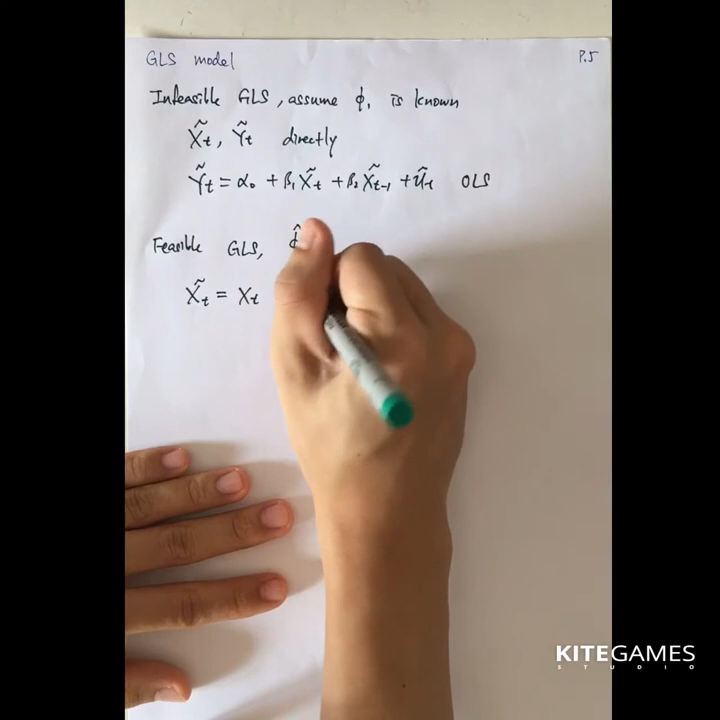 GLS model P.5
Infeasible GLS, assume ϕ₁ is known
X̃t, Ỹt directly
Ỹt = α₀ + β₁X̃t + β₂X̃t-1 + ũt OLS
Feasible GLS,
X̃t = Xt
KITEGAMES
STUDIO